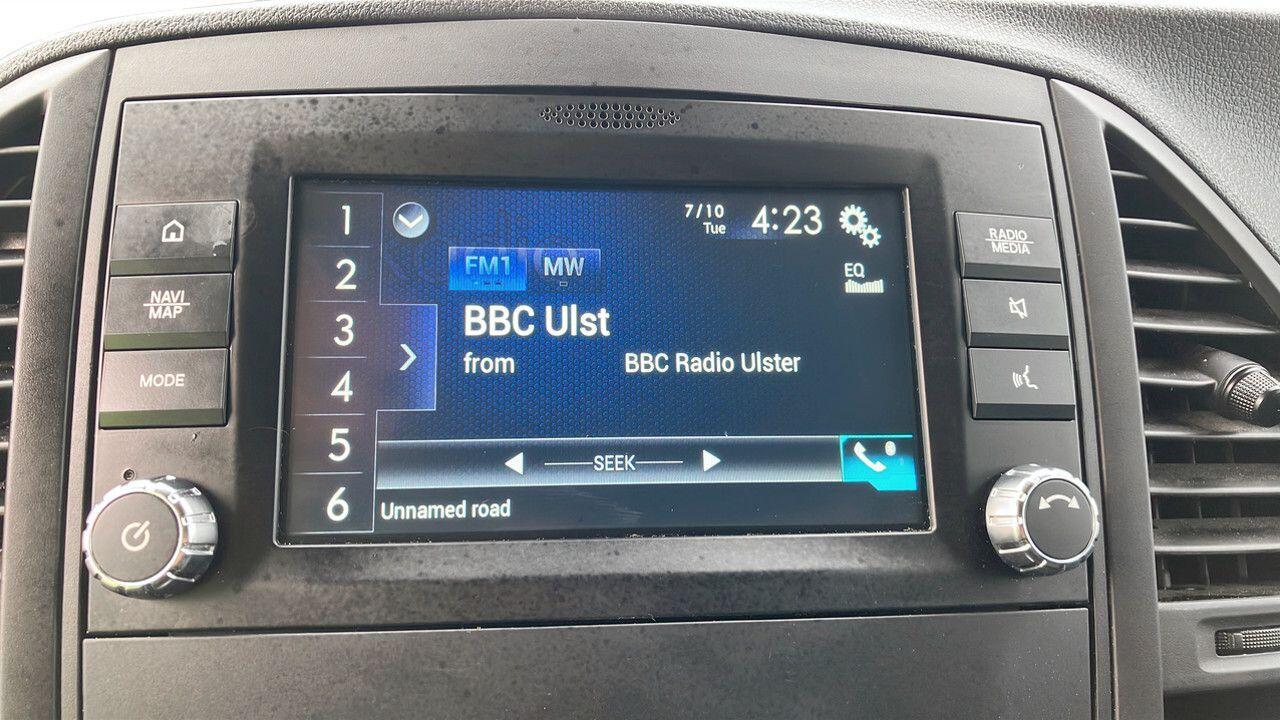 7/10
Tue
4:23
1
2
3
4
5
6
FM1 MW
EQ
BBC Ulst
from BBC Radio Ulster
SEEK
Unnamed road
NAVI
MAP
MODE
RADIO
MEDIA